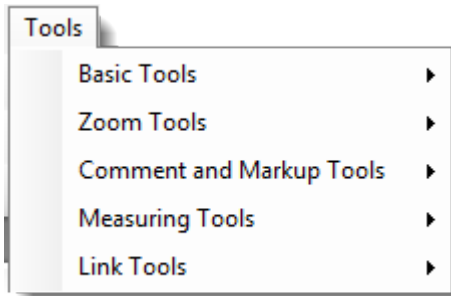 Tools
Basic Tools
Zoom Tools
Comment and Markup Tools
Measuring Tools
Link Tools